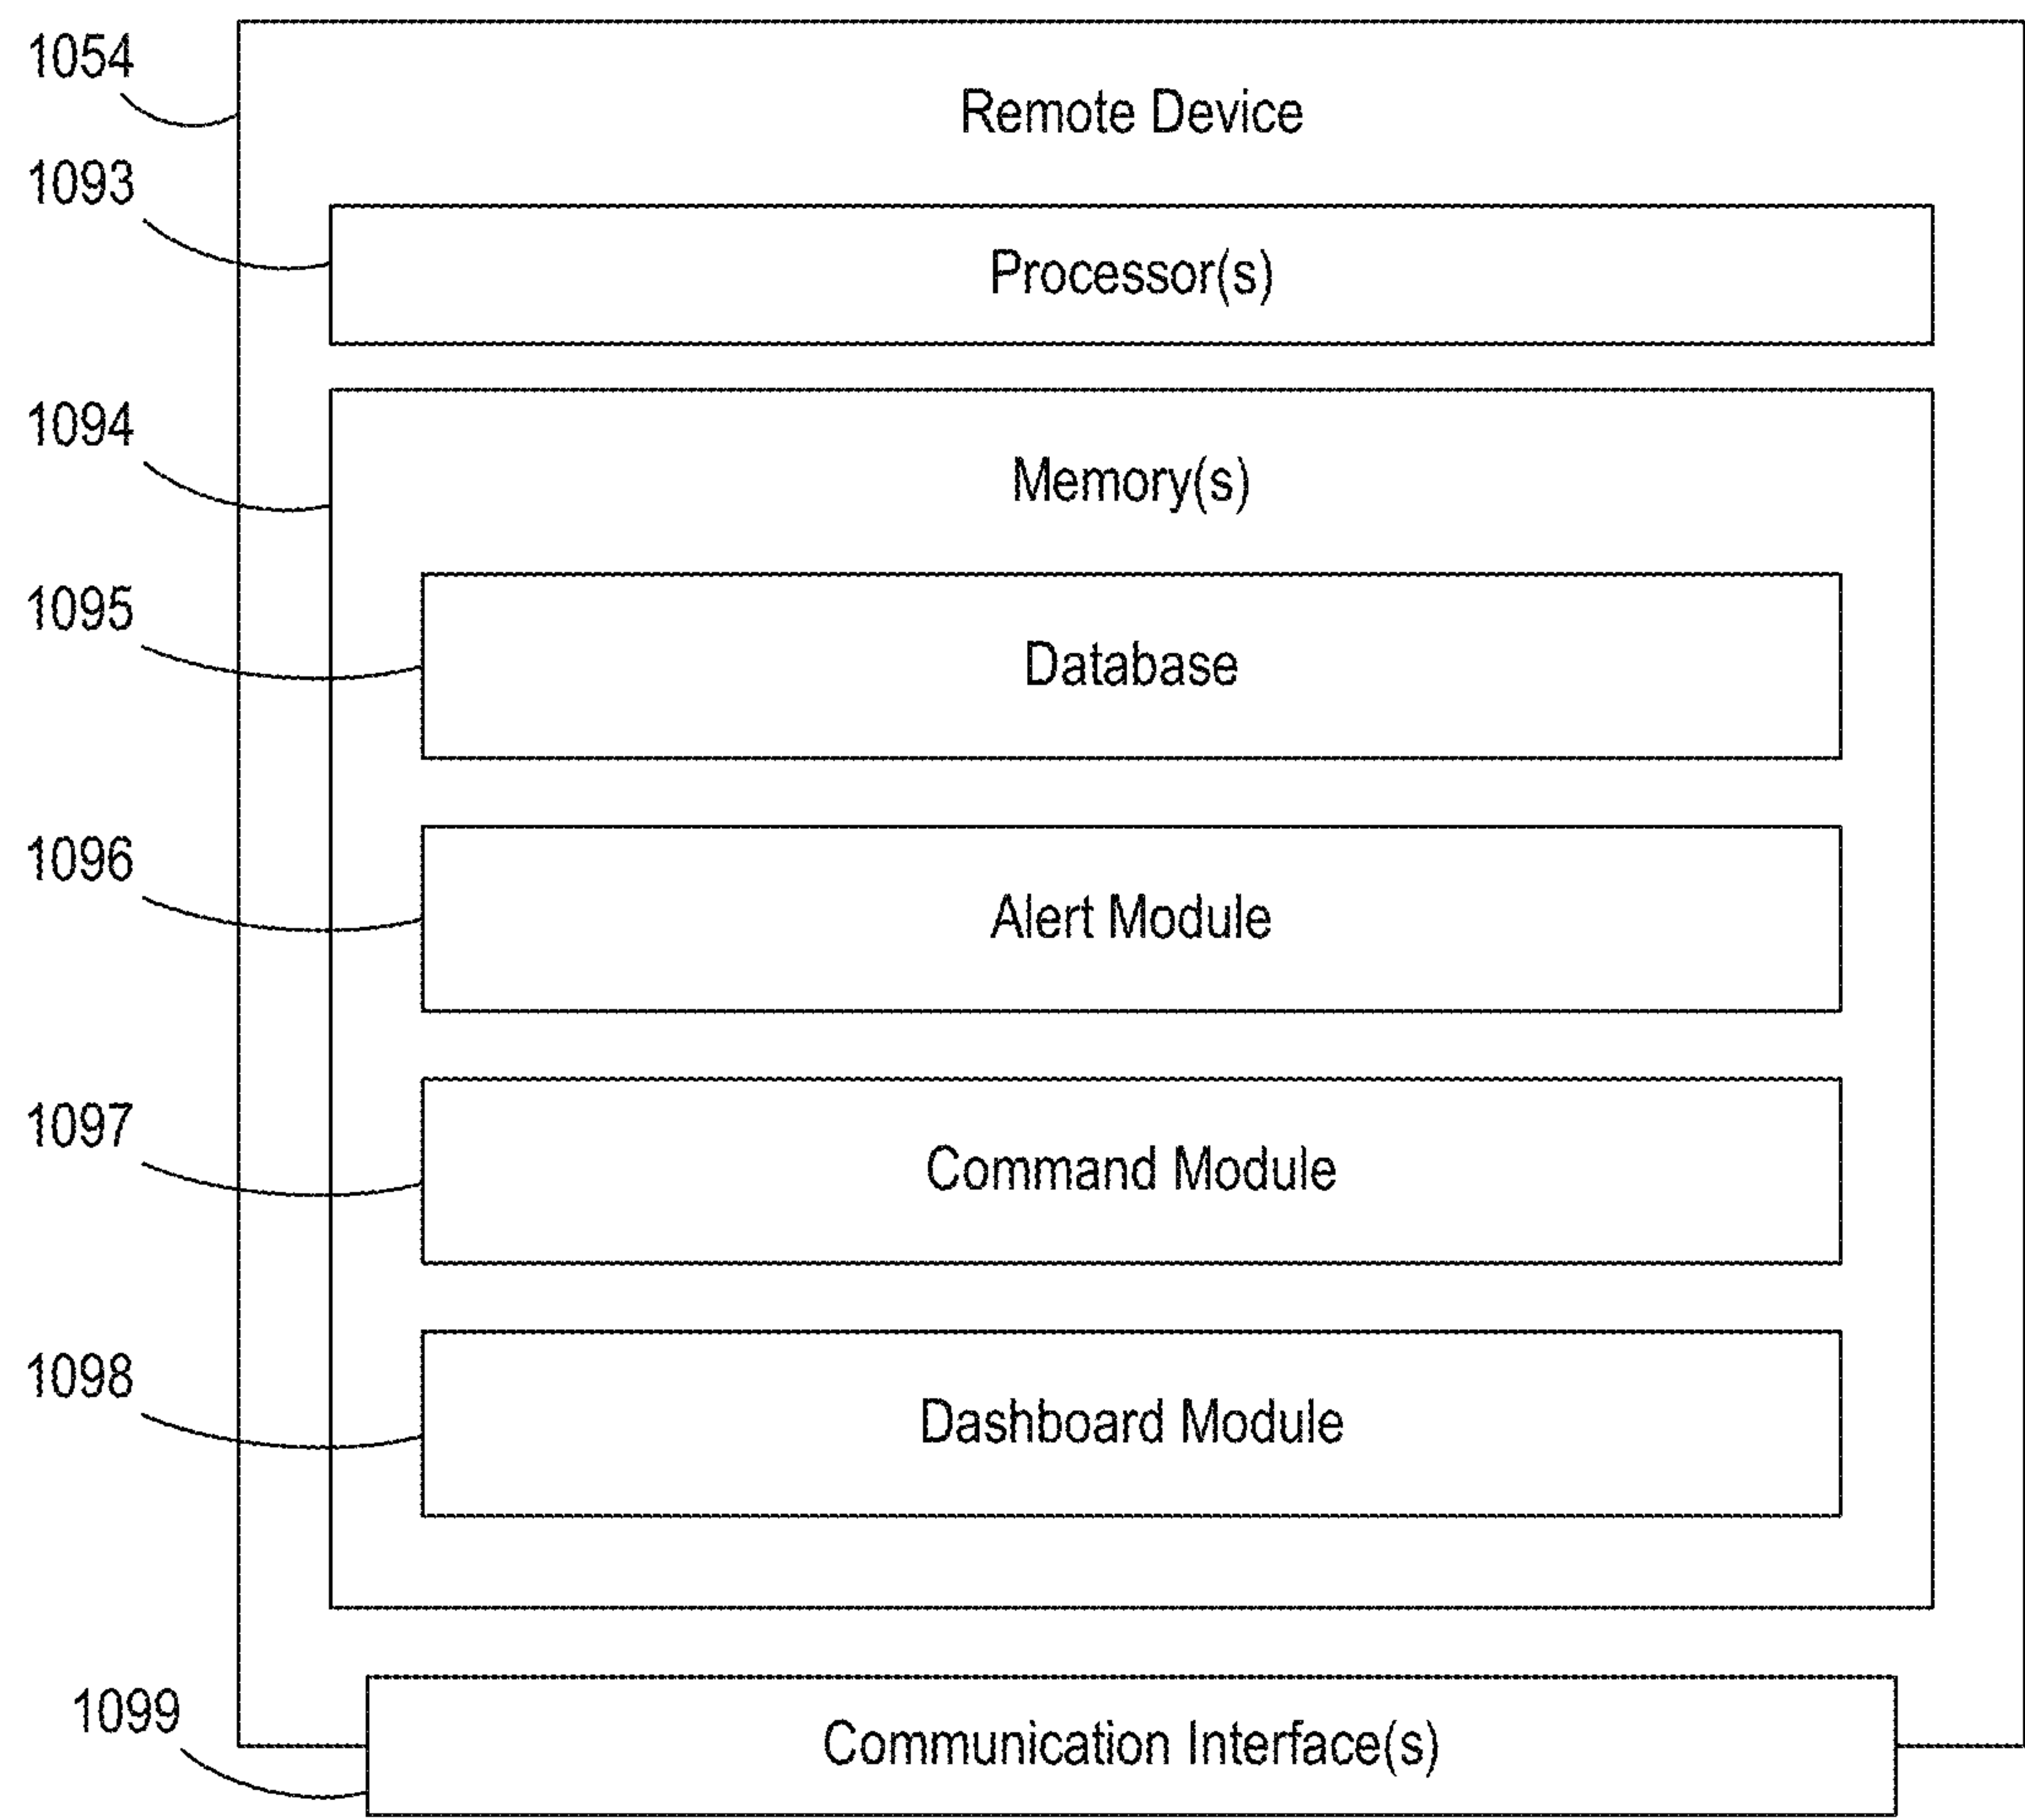 1054
Remote Device
1093
Processor(s)
1094
Memory(s)
1095
Database
1096
Alert Module
1097
Command Module
1098
Dashboard Module
1099
Communication Interface(s)